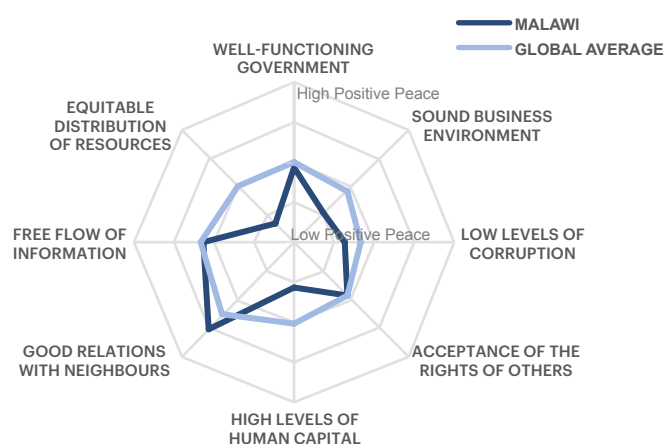 MALAWI
GLOBAL AVERAGE
WELL-FUNCTIONING
GOVERNMENT
High Positive Peace
EQUITABLE
DISTRIBUTION
OF RESOURCES
SOUND BUSINESS
ENVIRONMENT
FREE FLOW OF
INFORMATION
Low Positive Peace
LOW LEVELS OF
CORRUPTION
GOOD RELATIONS
WITH NEIGHBOURS
ACCEPTANCE OF THE
RIGHTS OF OTHERS
HIGH LEVELS OF
HUMAN CAPITAL